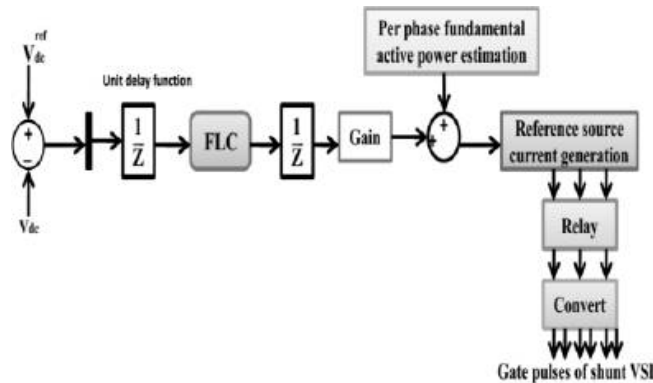 Per phase fundamental
active power estimation
V dc ref
Unit delay function
+
−
V dc
1
Z
FLC
1
Z
Gain
+
+
Reference source
current generation
Relay
Convert
Gate pulses of shunt VSI